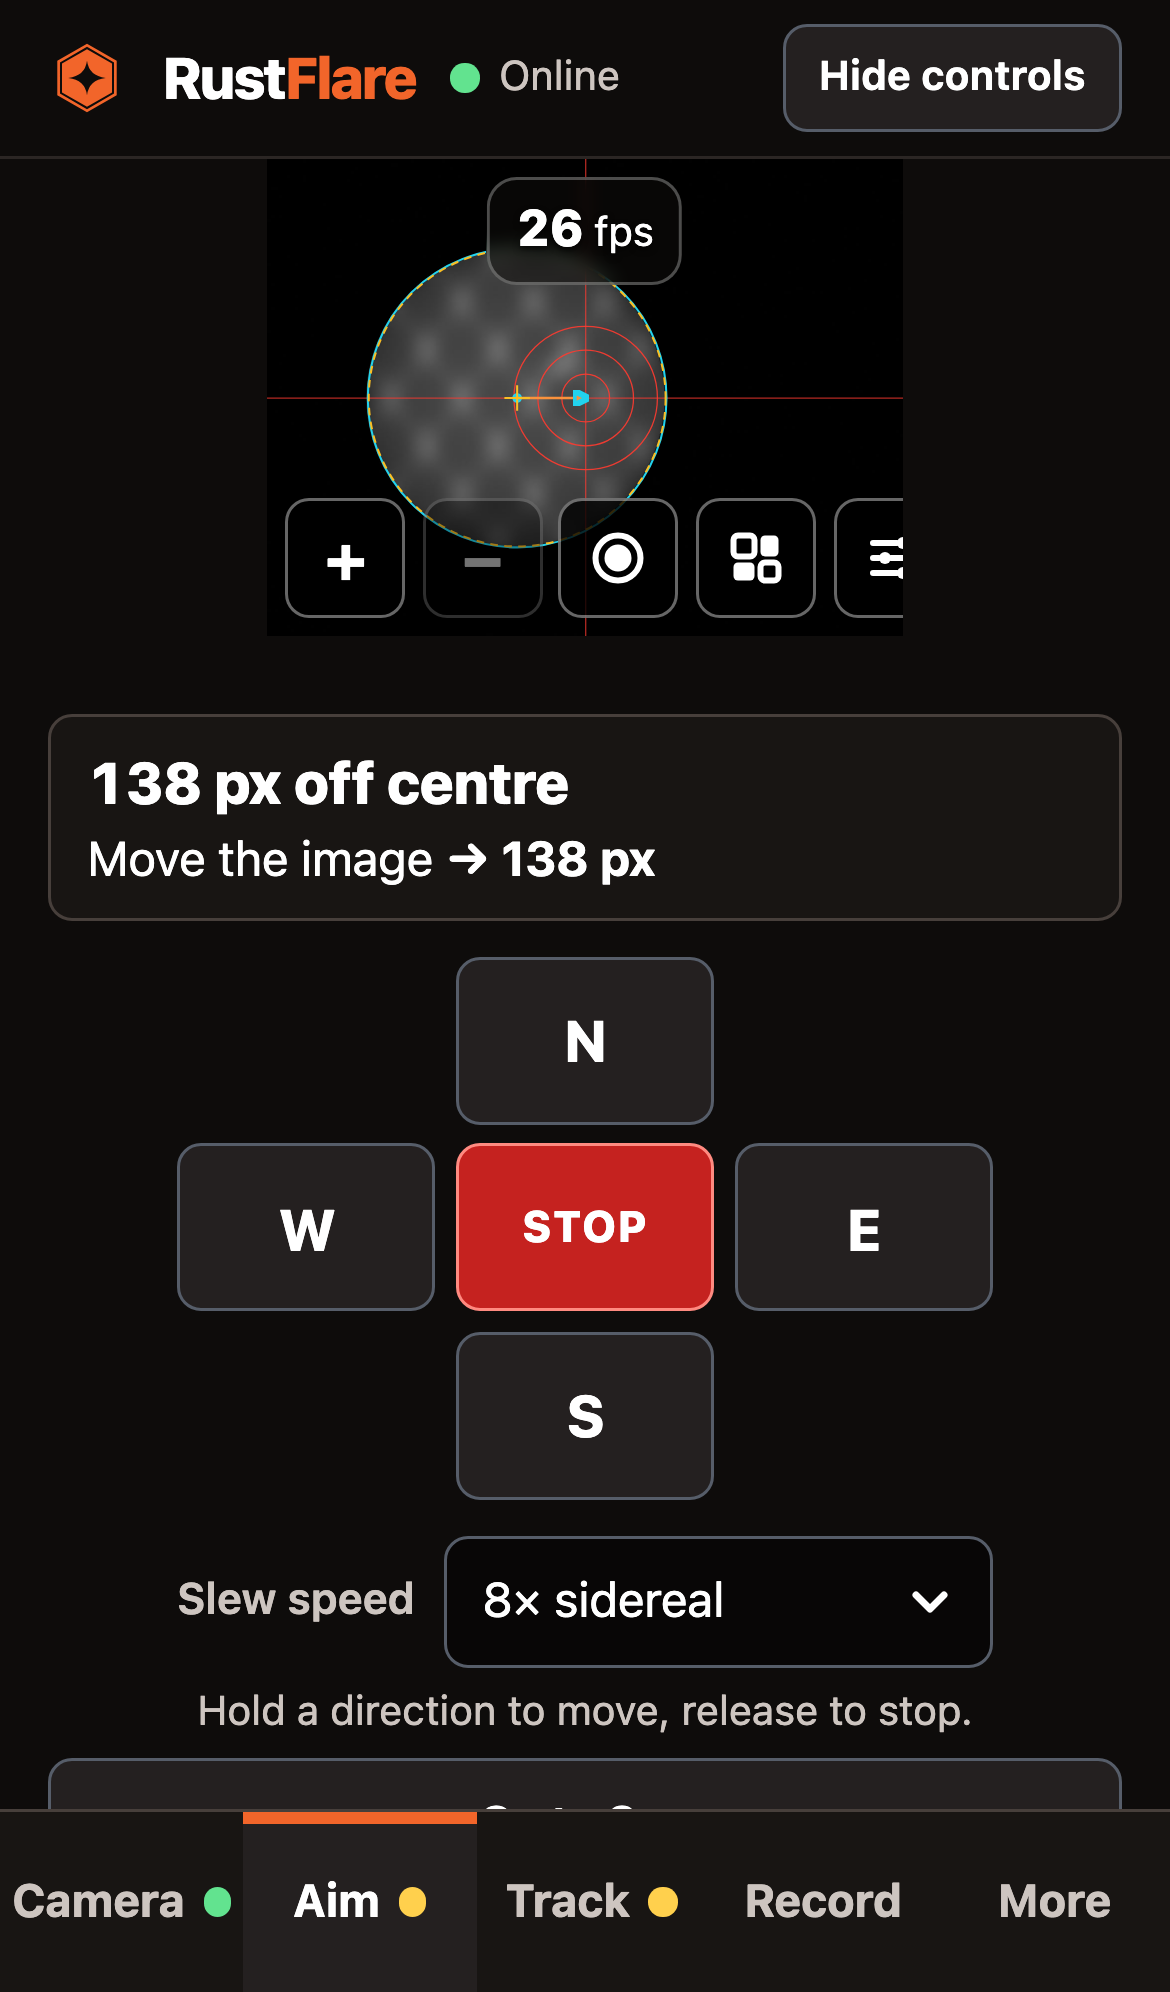 RustFlare
Online
Hide controls
26 fps
138 px off centre
Move the image → 138 px
N
W
STOP
E
S
Slew speed
8× sidereal
Hold a direction to move, release to stop.
Camera
Aim
Track
Record
More